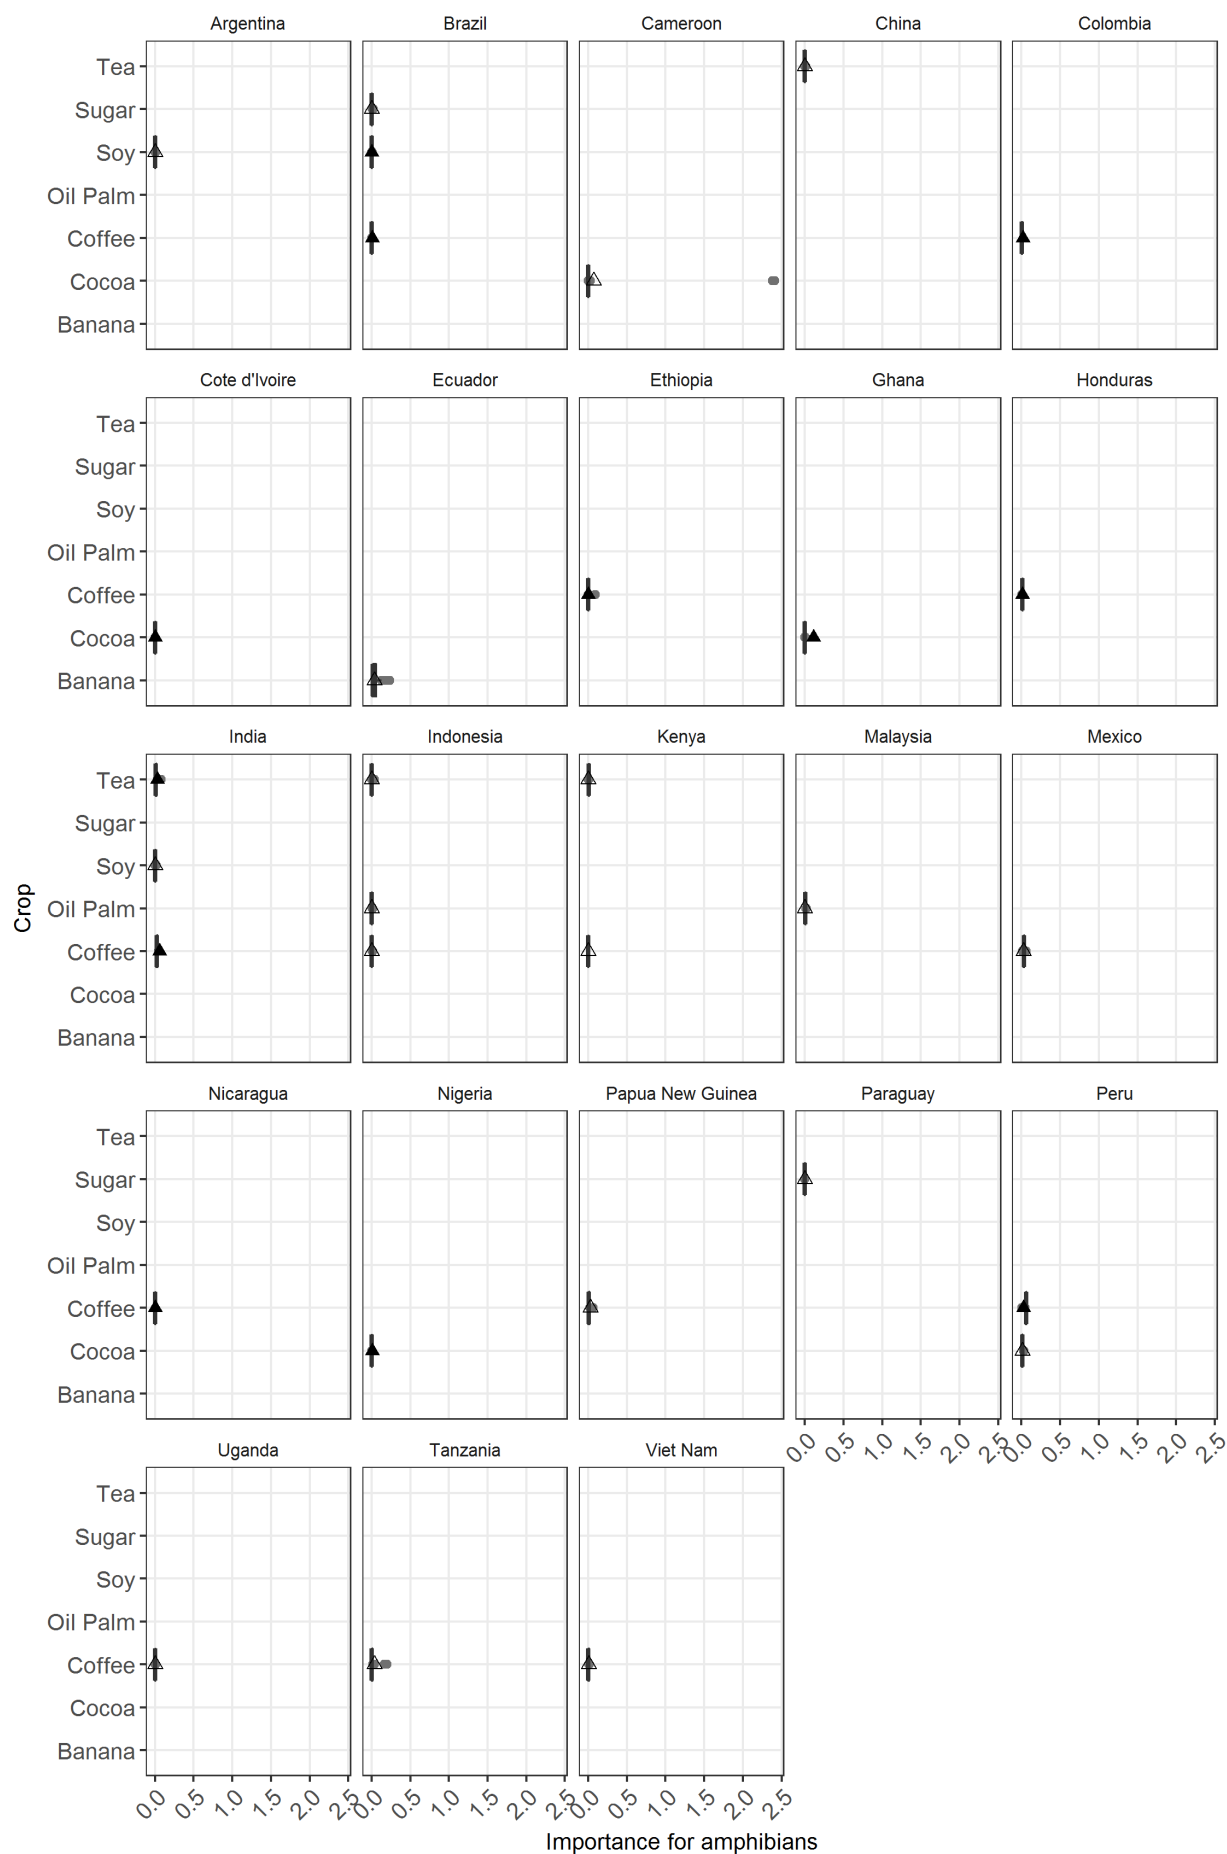 Argentina Brazil Cameroon China Colombia
Tea
Sugar
Soy
Oil Palm
Coffee
Cocoa
Banana
Cote d'Ivoire Ecuador Ethiopia Ghana Honduras
Tea
Sugar
Soy
Oil Palm
Coffee
Cocoa
Banana
India Indonesia Kenya Malaysia Mexico
Tea
Sugar
Soy
Oil Palm
Coffee
Cocoa
Banana
Crop
Nicaragua Nigeria Papua New Guinea Paraguay Peru
Tea
Sugar
Soy
Oil Palm
Coffee
Cocoa
Banana
0.0 0.5 1.0 1.5 2.0 2.5 0.0 0.5 1.0 1.5 2.0 2.5
Uganda Tanzania Viet Nam
Tea
Sugar
Soy
Oil Palm
Coffee
Cocoa
Banana
0.0 0.5 1.0 1.5 2.0 2.5 0.0 0.5 1.0 1.5 2.0 2.5 0.0 0.5 1.0 1.5 2.0 2.5
Importance for amphibians